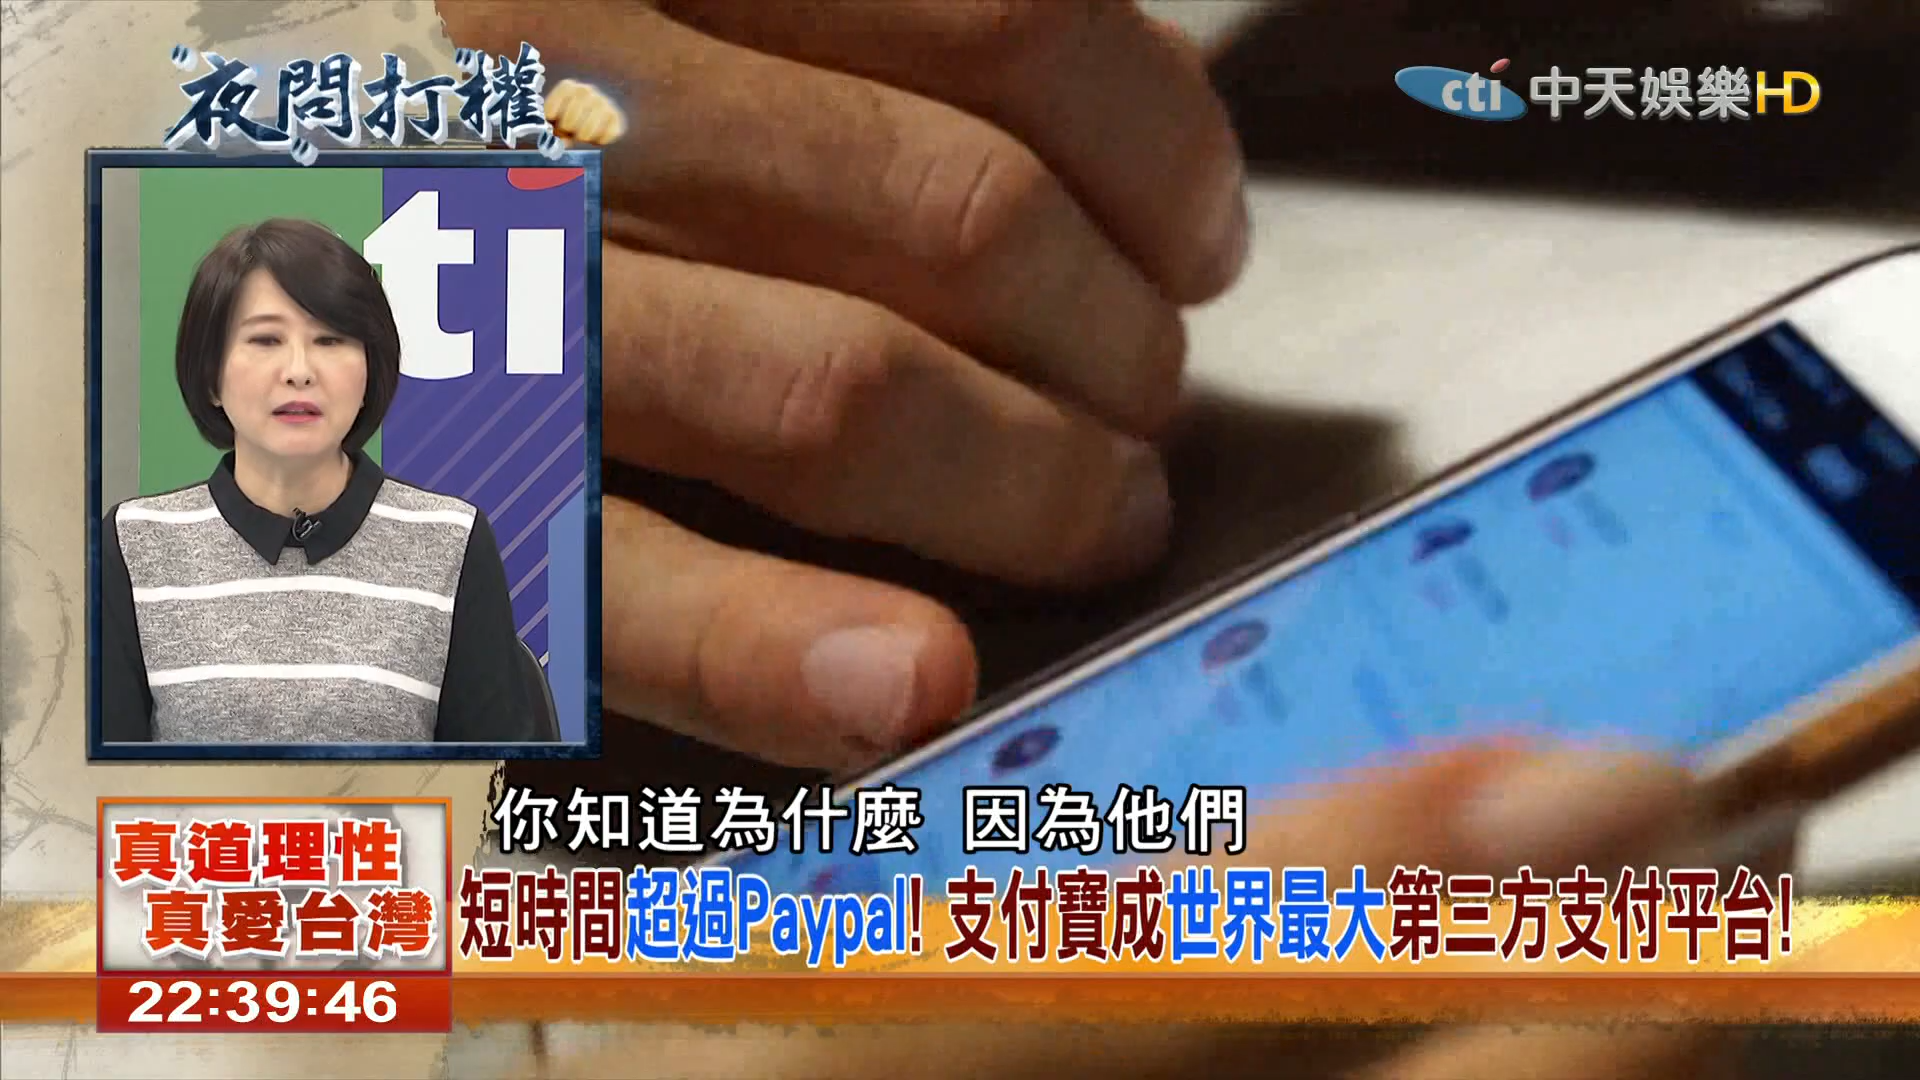 "夜"問打"權"
cti 中天娛樂HD
ti
你知道為什麼 因為他們
真道理性
真愛台灣
短時間超過Paypal! 支付寶成世界最大第三方支付平台!
22:39:46